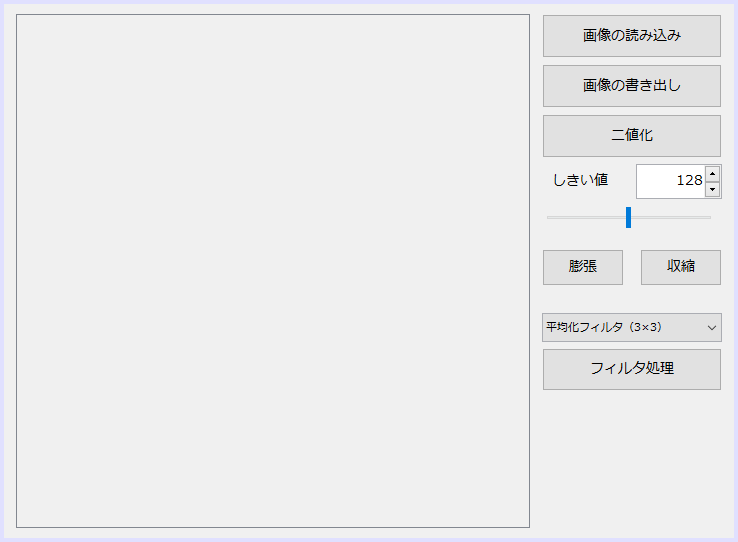 画像の読み込み
画像の書き出し
二値化
しきい値 128
膨張 収縮
平均化フィルタ（3×3）
フィルタ処理